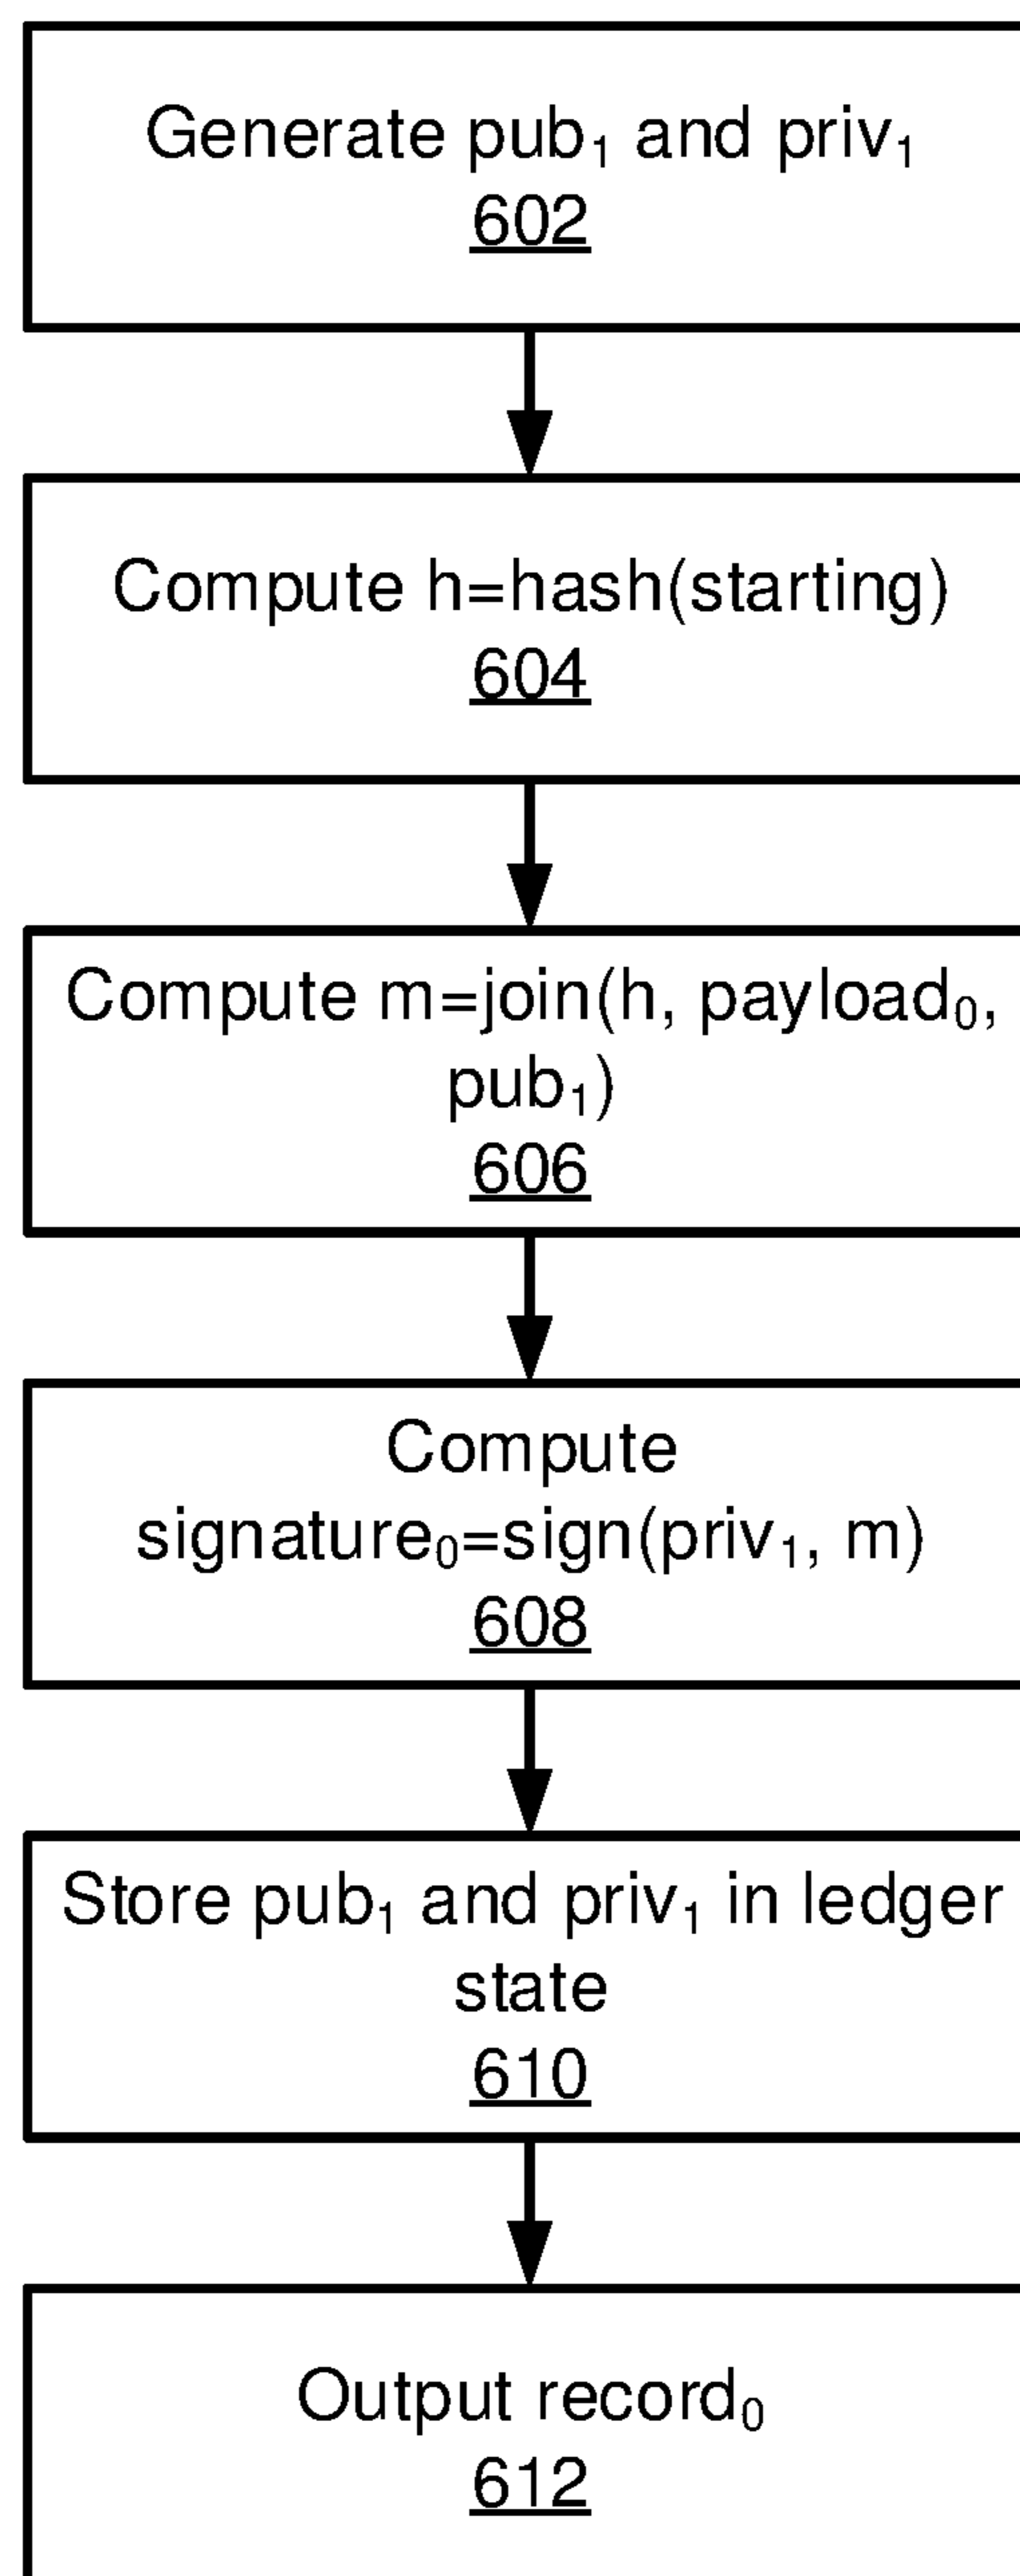 Generate pub₁ and priv₁
602
Compute h=hash(starting)
604
Compute m=join(h, payload₀,
pub₁)
606
Compute
signature₀=sign(priv₁, m)
608
Store pub₁ and priv₁ in ledger
state
610
Output record₀
612